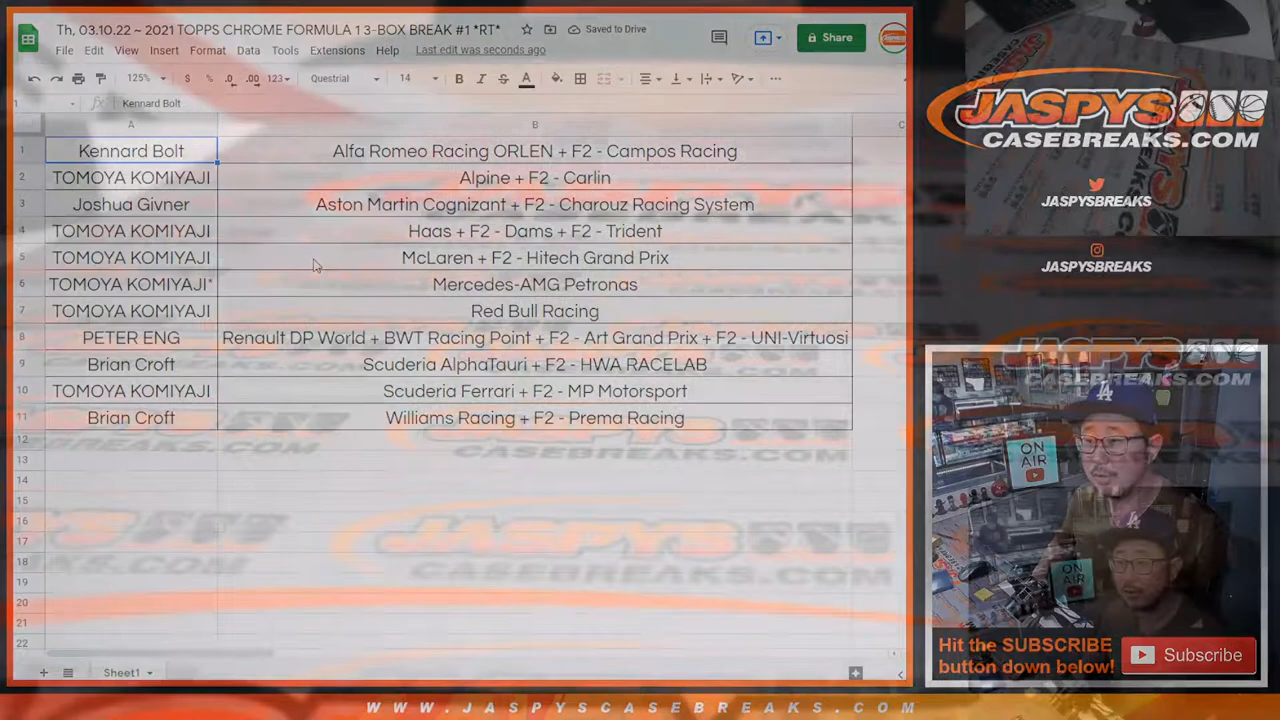 Th, 03.10.22 ~ 2021 TOPPS CHROME FORMULA 1 3-BOX BREAK #1 *RT*
Saved to Drive
Share
File Edit View Insert Format Data Tools Extensions Help Last edit was seconds ago
125% $ % .0 .00 123 Questrial 14 B I S A
Kennard Bolt
A B C
1 Kennard Bolt Alfa Romeo Racing ORLEN + F2 - Campos Racing
2 TOMOYA KOMIYAJI Alpine + F2 - Carlin
3 Joshua Givner Aston Martin Cognizant + F2 - Charouz Racing System
4 TOMOYA KOMIYAJI Haas + F2 - Dams + F2 - Trident
5 TOMOYA KOMIYAJI McLaren + F2 - Hitech Grand Prix
6 TOMOYA KOMIYAJI* Mercedes-AMG Petronas
7 TOMOYA KOMIYAJI Red Bull Racing
8 PETER ENG Renault DP World + BWT Racing Point + F2 - Art Grand Prix + F2 - UNI-Virtuosi
9 Brian Croft Scuderia AlphaTauri + F2 - HWA RACELAB
10 TOMOYA KOMIYAJI Scuderia Ferrari + F2 - MP Motorsport
11 Brian Croft Williams Racing + F2 - Prema Racing
12
13
14
15
16
17
18
19
20
21
22
Sheet1
JASPYS
CASEBREAKS.COM
JASPYSBREAKS
JASPYSBREAKS
ON
AIR
ON
AIR
Hit the SUBSCRIBE
button down below!
Subscribe
WWW.JASPYSCASEBREAKS.COM